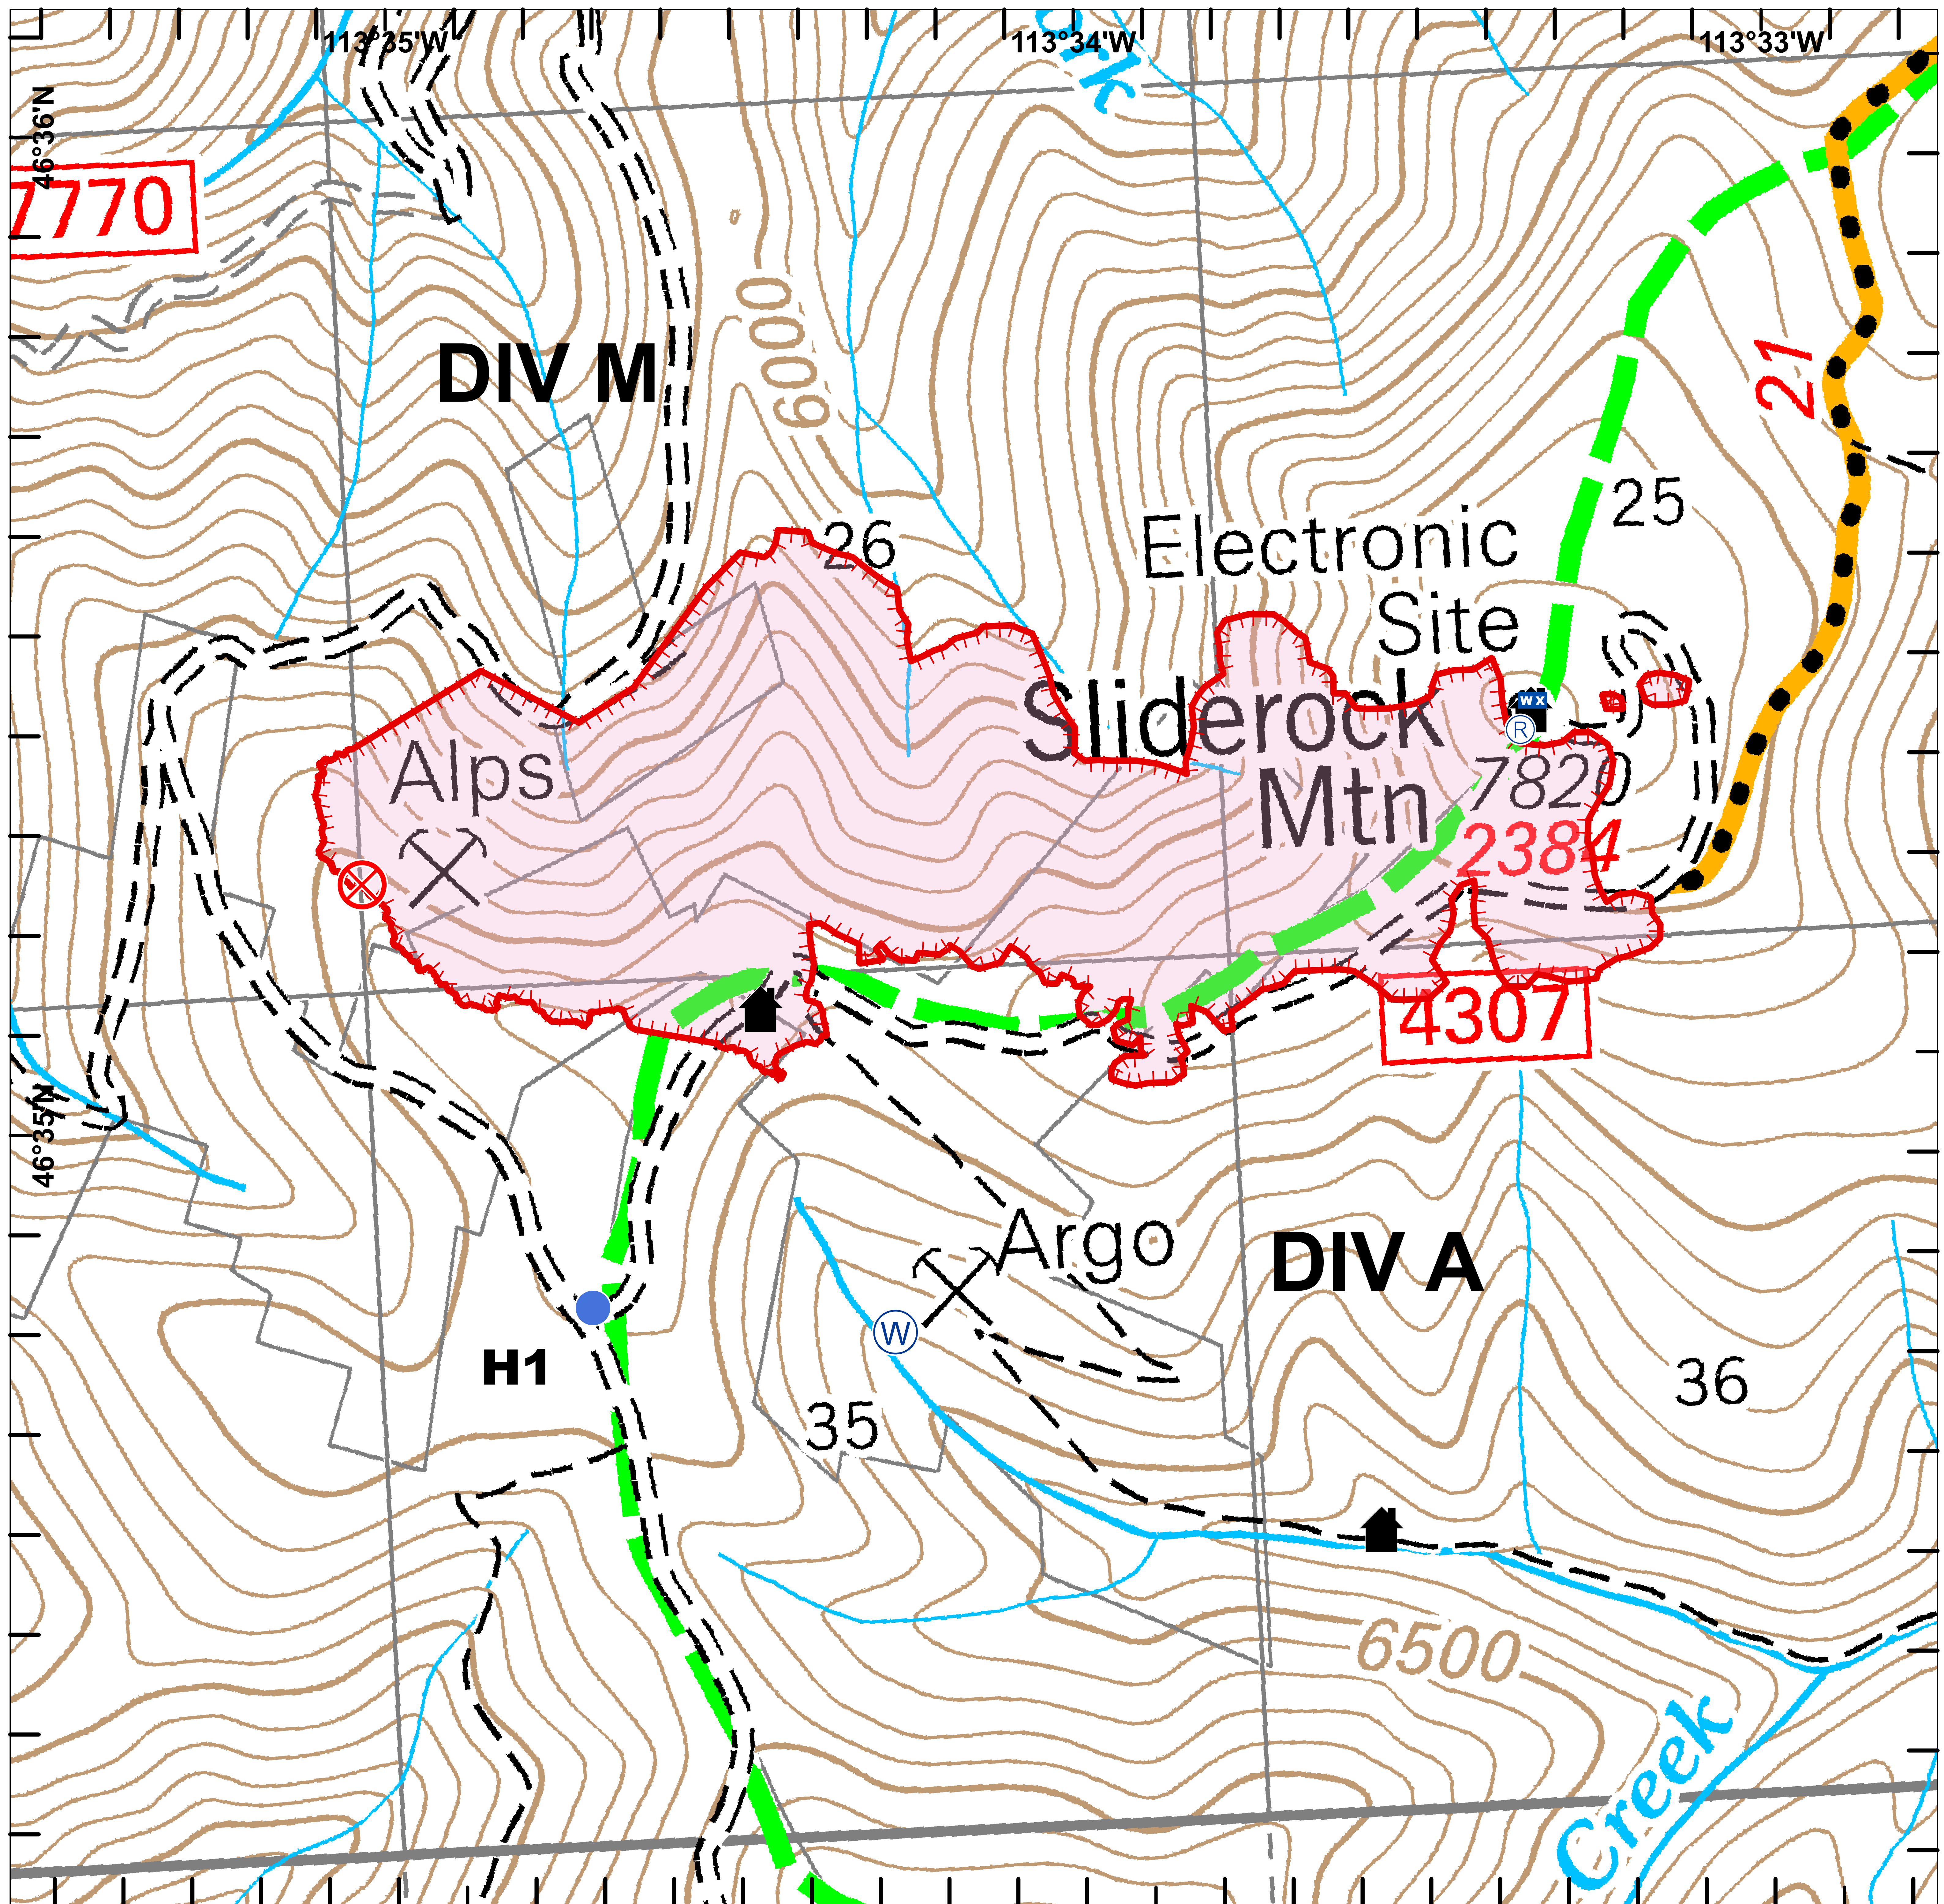 113°35'W
113°34'W
113°33'W
46°36'N
ork
7770
DIV M
6000
21
26
25
Electronic
Site
Sliderock
Mtn
WX
R
7820
2384
Alps
4307
46°35'N
Argo
DIV A
W
H1
35
36
6500
Creek